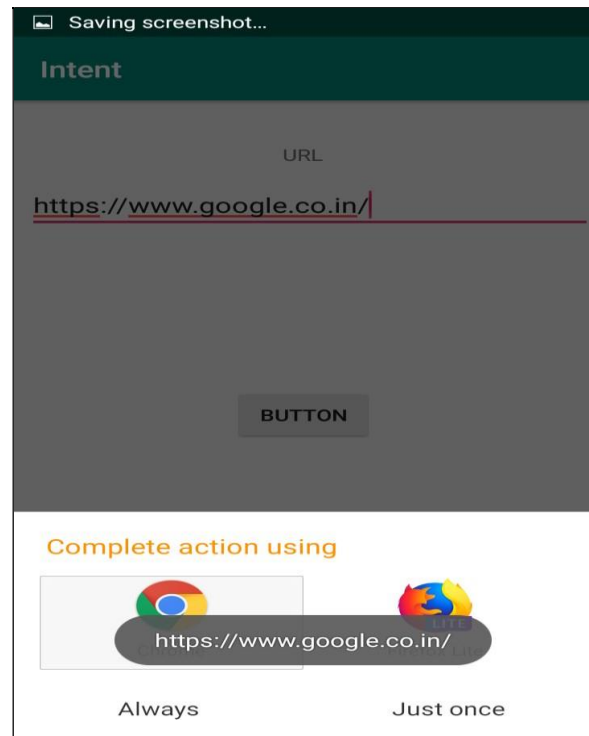 Saving screenshot...
Intent
URL
https://www.google.co.in/
BUTTON
Complete action using
LITE
https://www.google.co.in/
Always Just once